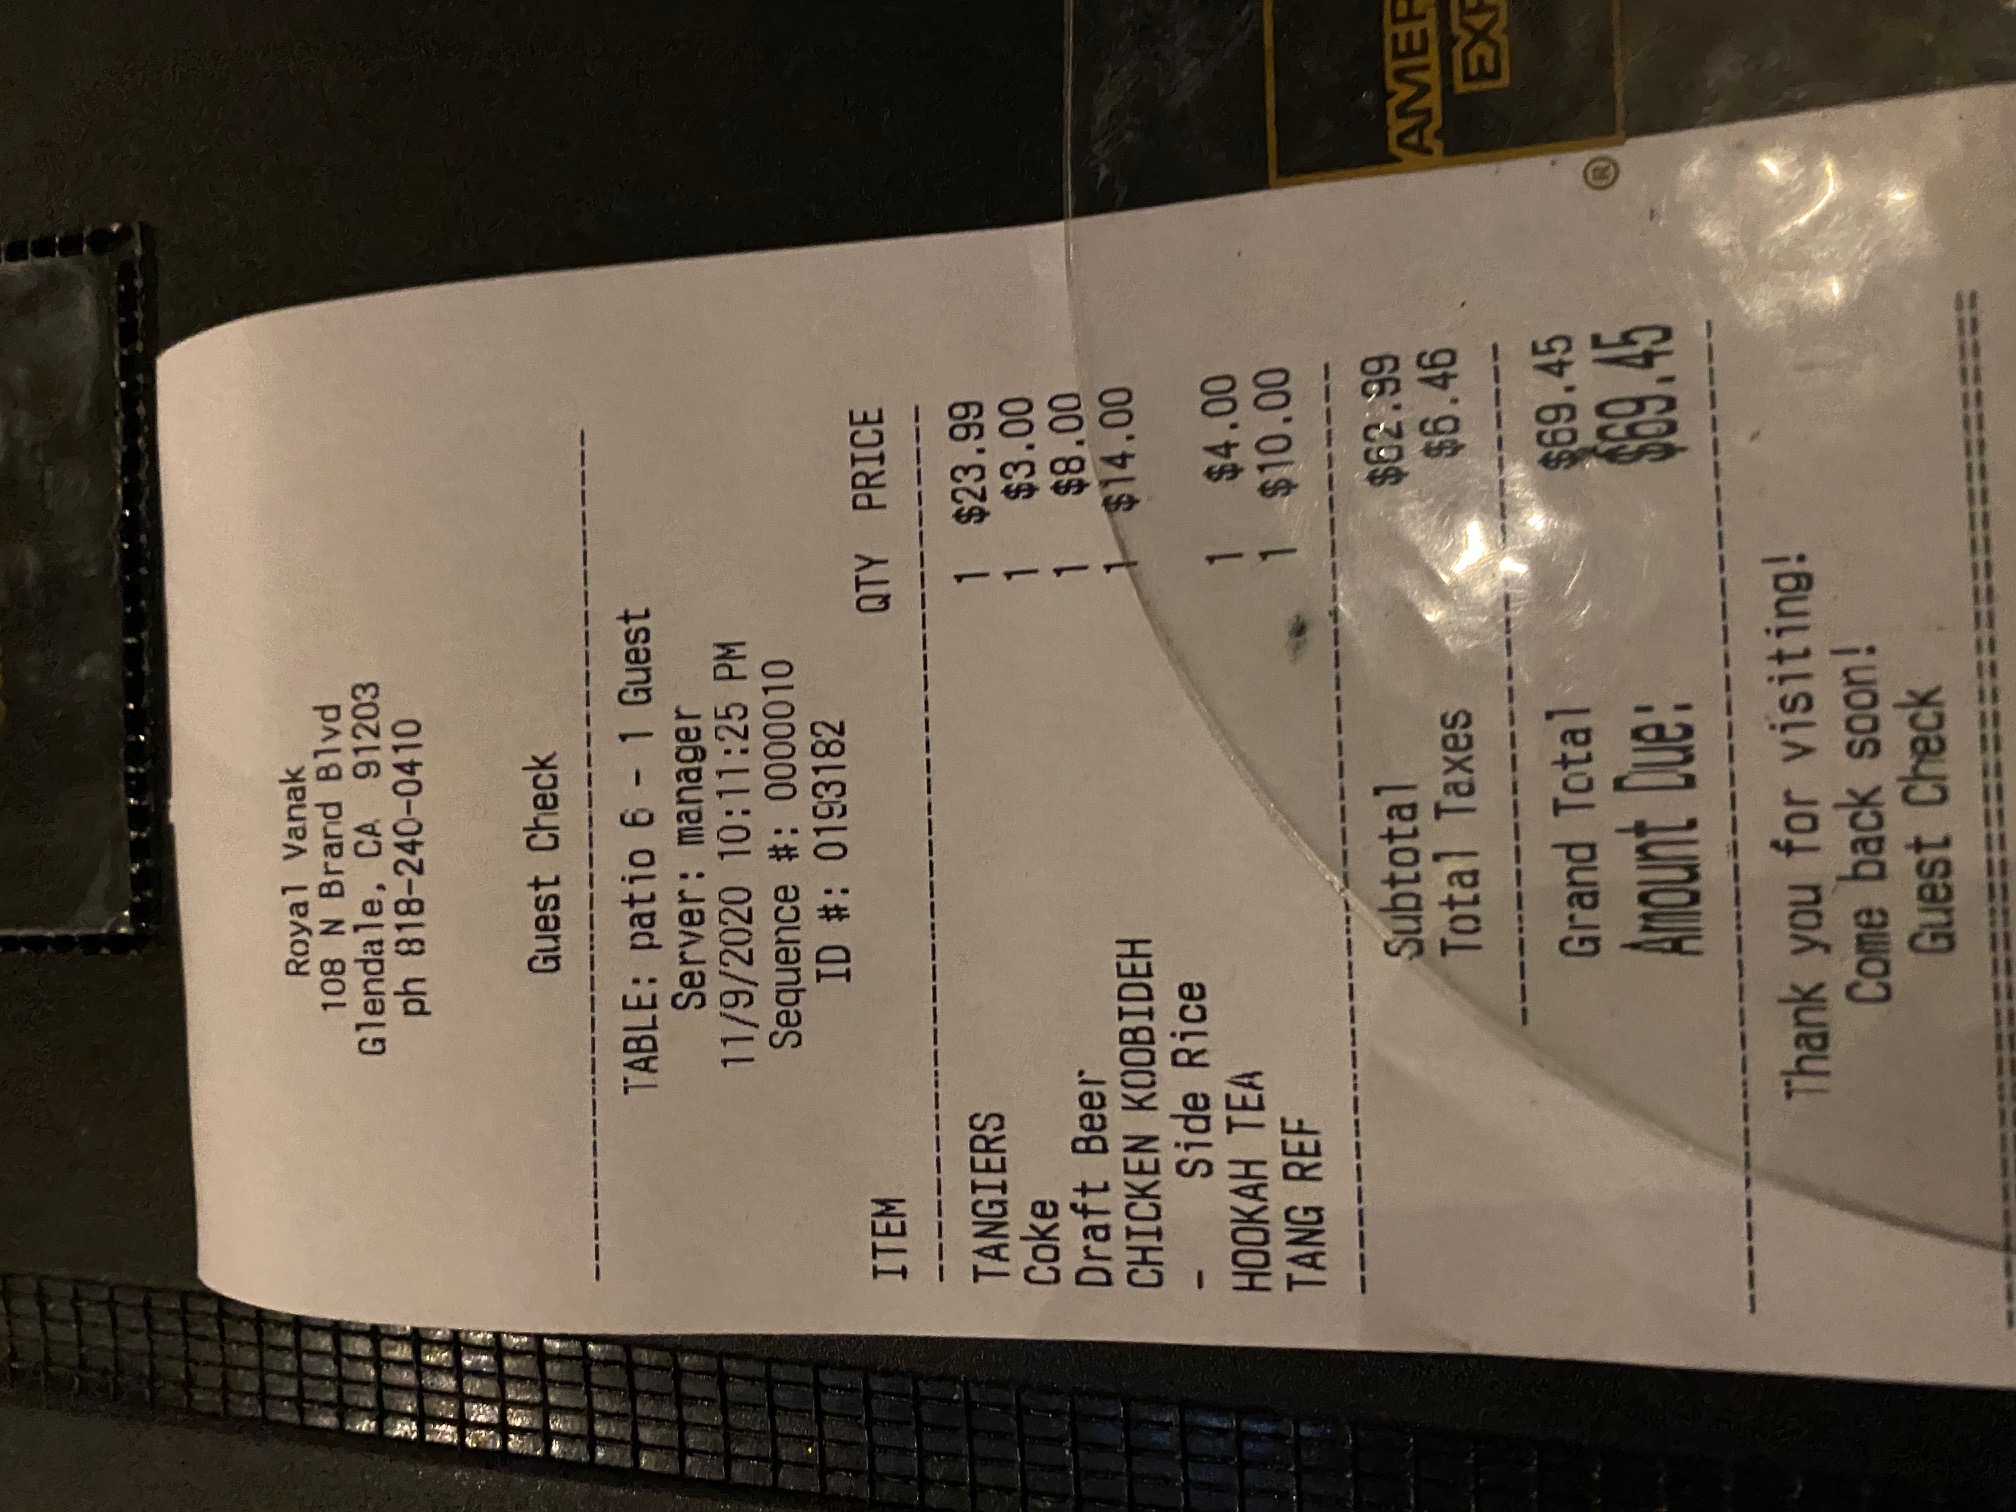 Royal Vanak
108 N Brand Blvd
Glendale, CA 91203
ph 818-240-0410
Guest Check
TABLE: patio 6 - 1 Guest
Server: manager
11/9/2020 10:11:25 PM
Sequence #: 0000010
ID #: 0193182
ITEM QTY PRICE
TANGIERS 1 $23.99
Coke 1 $3.00
Draft Beer 1 $8.00
CHICKEN KOOBIDEH 1 $14.00
- Side Rice
HOOKAH TEA 1 $4.00
TANG REF 1 $10.00
Subtotal $62.99
Total Taxes $6.46
Grand Total $69.45
Amount Due: $69.45
Thank you for visiting!
Come back soon!
Guest Check
AMER
EXP
®